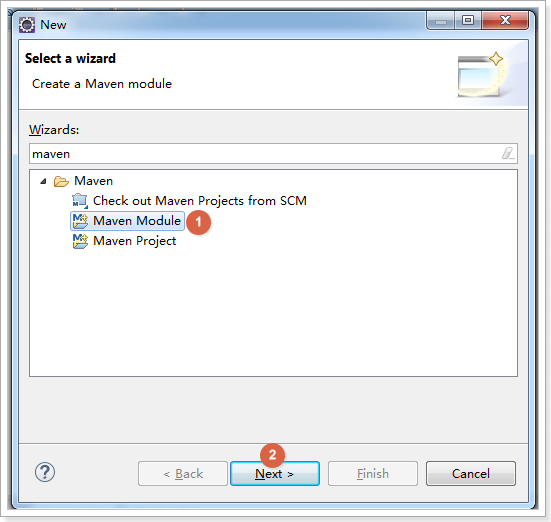 New
Select a wizard
Create a Maven module
Wizards:
maven
Maven
Check out Maven Projects from SCM
Maven Module 1
Maven Project
2
? < Back Next > Finish Cancel